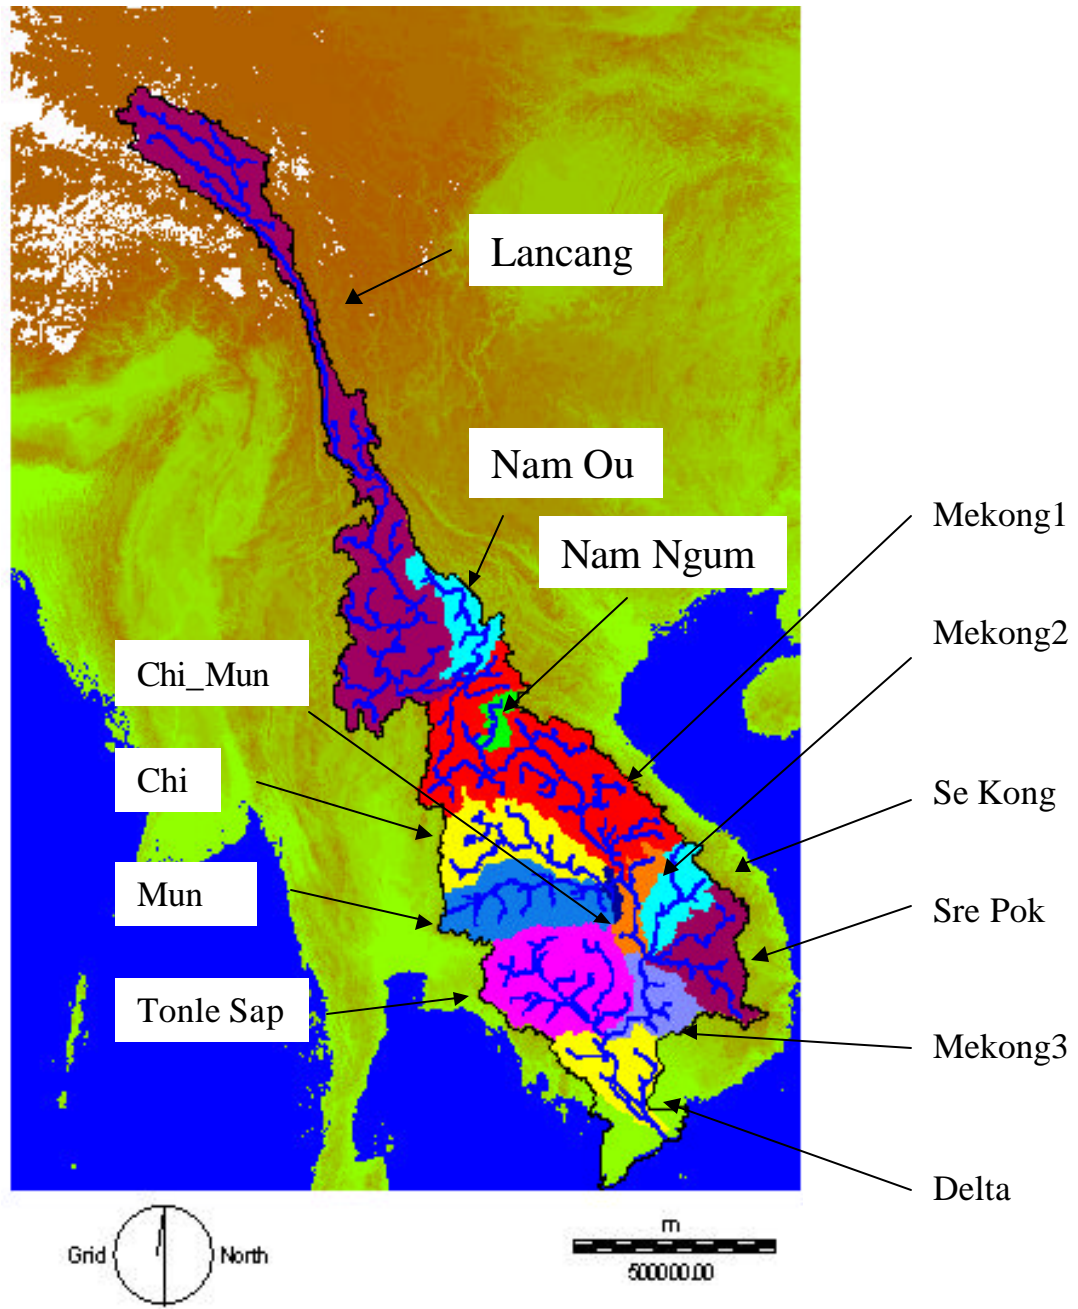 Lancang
Nam Ou
Mekong1
Nam Ngum
Mekong2
Chi_Mun
Chi
Se Kong
Mun
Sre Pok
Tonle Sap
Mekong3
Delta
Grid North
m
500000.00